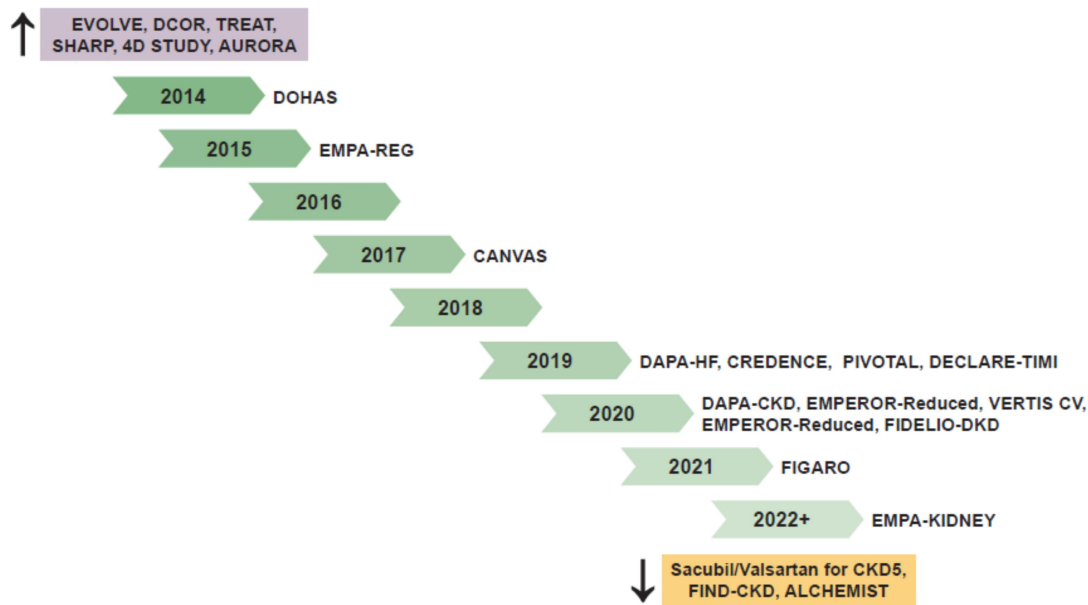 EVOLVE, DCOR, TREAT,
SHARP, 4D STUDY, AURORA
2014 DOHAS
2015 EMPA-REG
2016
2017 CANVAS
2018
2019 DAPA-HF, CREDENCE, PIVOTAL, DECLARE-TIMI
2020 DAPA-CKD, EMPEROR-Reduced, VERTIS CV,
EMPEROR-Reduced, FIDELIO-DKD
2021 FIGARO
2022+ EMPA-KIDNEY
Sacubil/Valsartan for CKD5,
FIND-CKD, ALCHEMIST